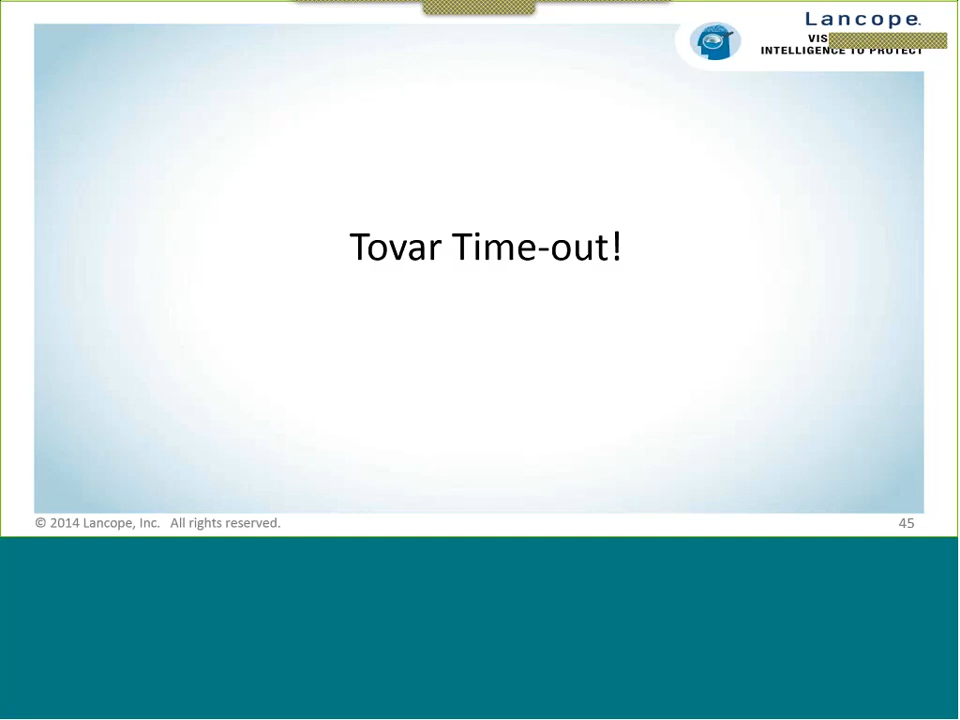 Lancope.
INTELLIGENCE TO PROTECT
Tovar Time-out!
© 2014 Lancope, Inc. All rights reserved.
45